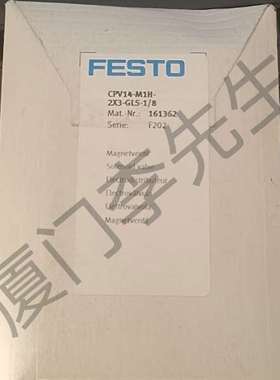 FESTO
CPV14-M1H-
2X3-GLS-1/8
Mat. Nr.: 161362
Serie: F202
Magnetventil
Solenoid valve
Electrodistributeur
Electroválvula
Elettrovalvola
Magnetventil
厦门李先生